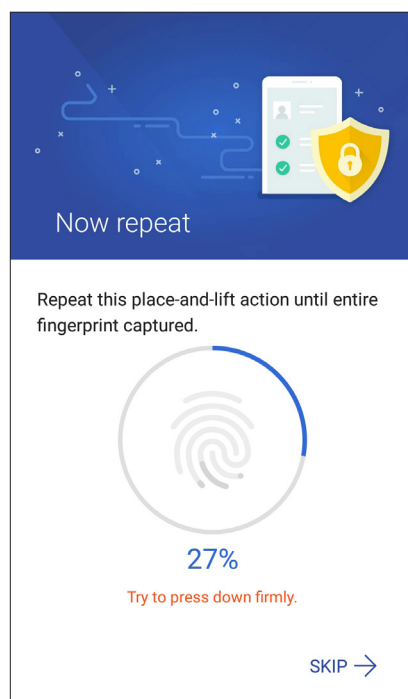 Now repeat
Repeat this place-and-lift action until entire
fingerprint captured.
27%
Try to press down firmly.
SKIP